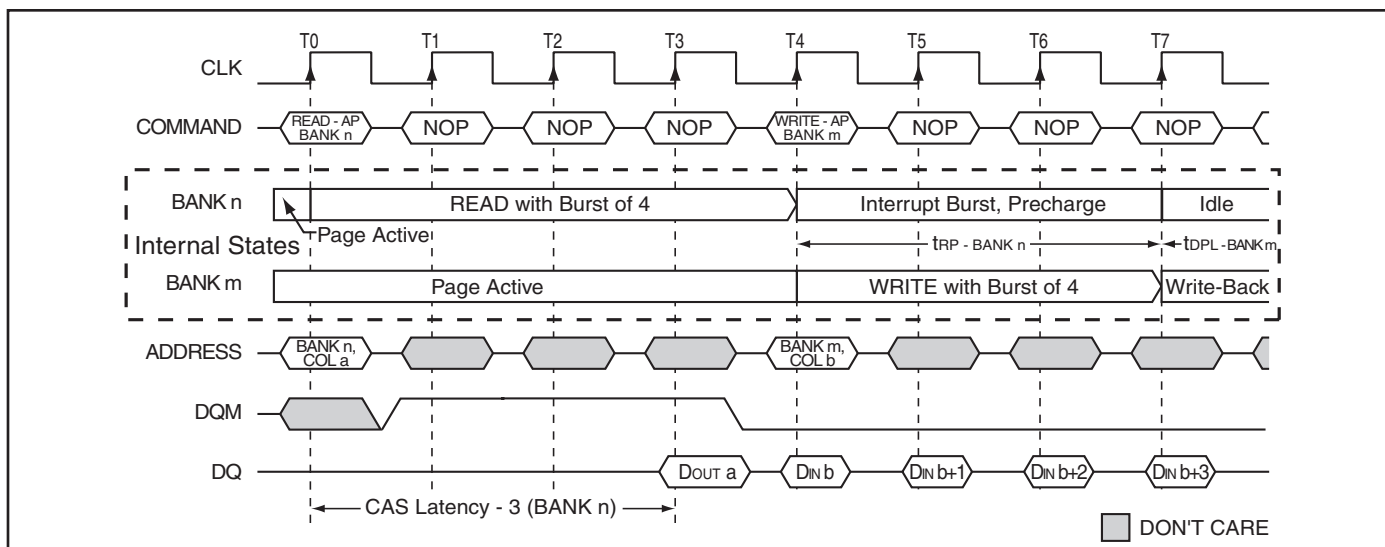 T0 T1 T2 T3 T4 T5 T6 T7
CLK
COMMAND READ - AP BANK n NOP NOP NOP WRITE - AP BANK m NOP NOP NOP
BANK n READ with Burst of 4 Interrupt Burst, Precharge Idle
Internal States Page Active tRP - BANK n tDPL - BANK m
BANK m Page Active WRITE with Burst of 4 Write-Back
ADDRESS BANK n, COL a BANK m, COL b
DQM
DQ DOUT a DIN b DIN b+1 DIN b+2 DIN b+3
CAS Latency - 3 (BANK n)
DON'T CARE